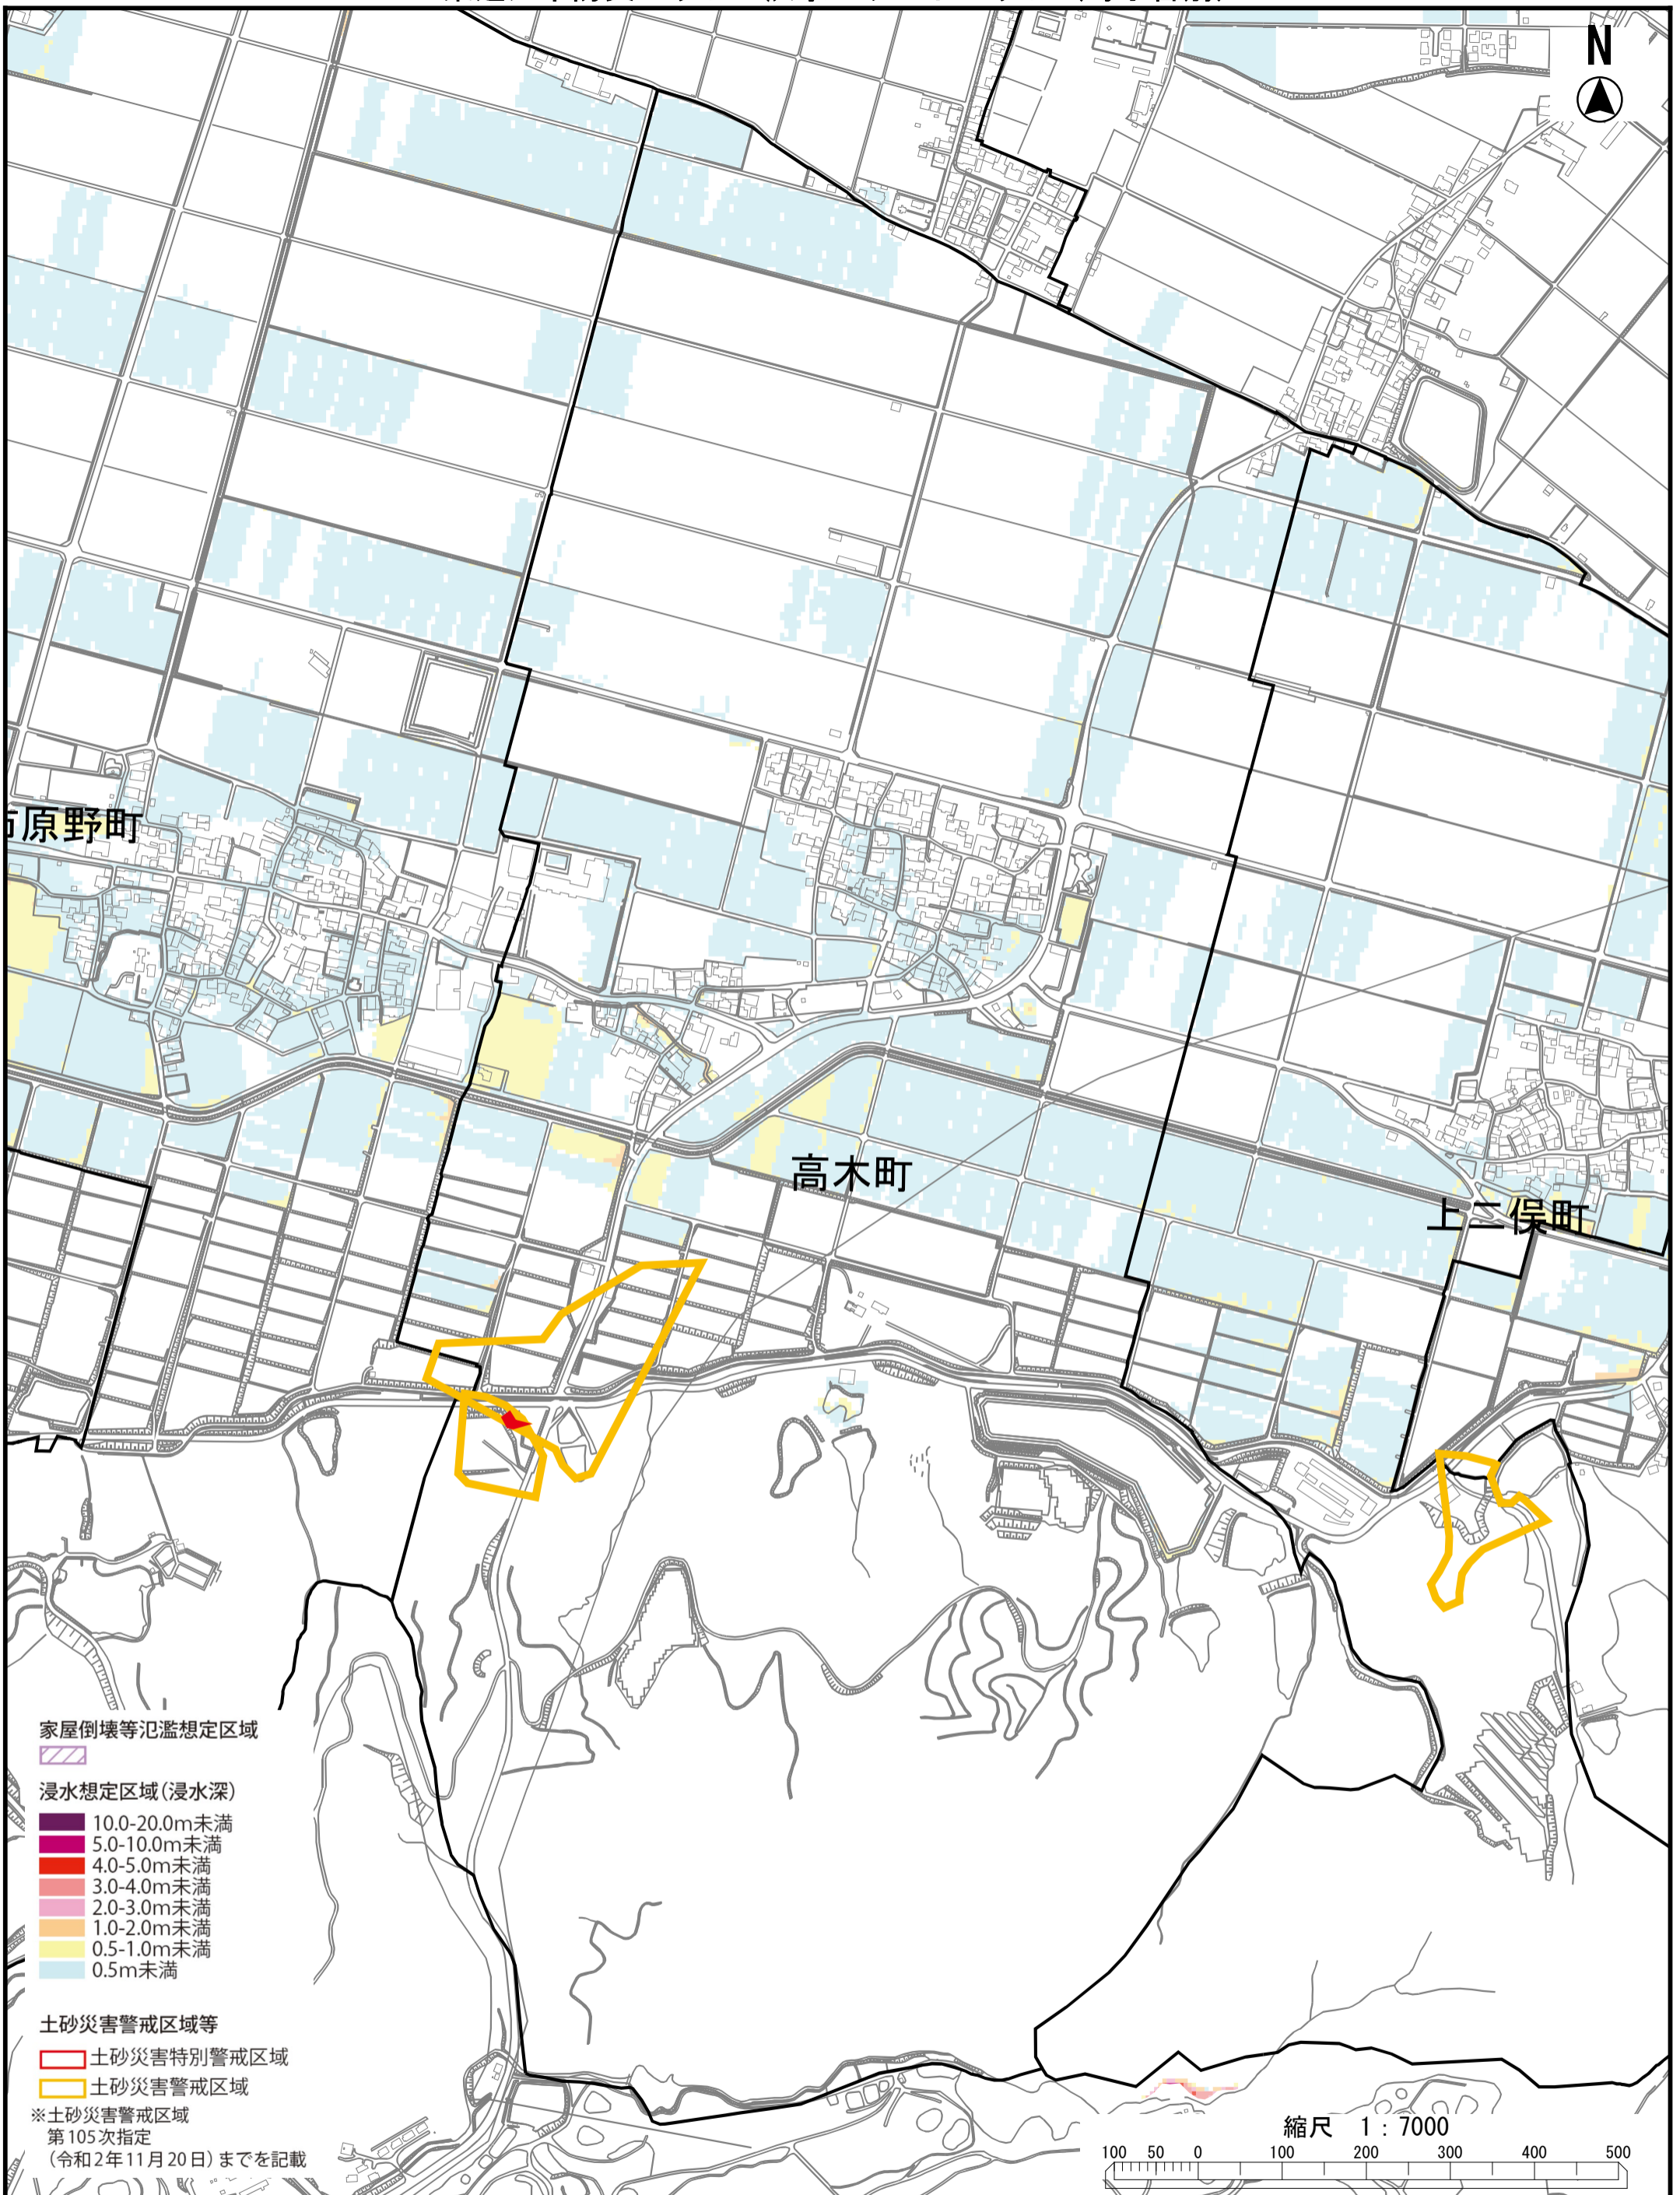 N
市原野町
高木町
上二俣町
家屋倒壊等氾濫想定区域
浸水想定区域(浸水深)
10.0-20.0m未満
5.0-10.0m未満
4.0-5.0m未満
3.0-4.0m未満
2.0-3.0m未満
1.0-2.0m未満
0.5-1.0m未満
0.5m未満
土砂災害警戒区域等
土砂災害特別警戒区域
土砂災害警戒区域
※土砂災害警戒区域
第105次指定
(令和2年11月20日)までを記載
縮尺 1:7000
100 50 0 100 200 300 400 500